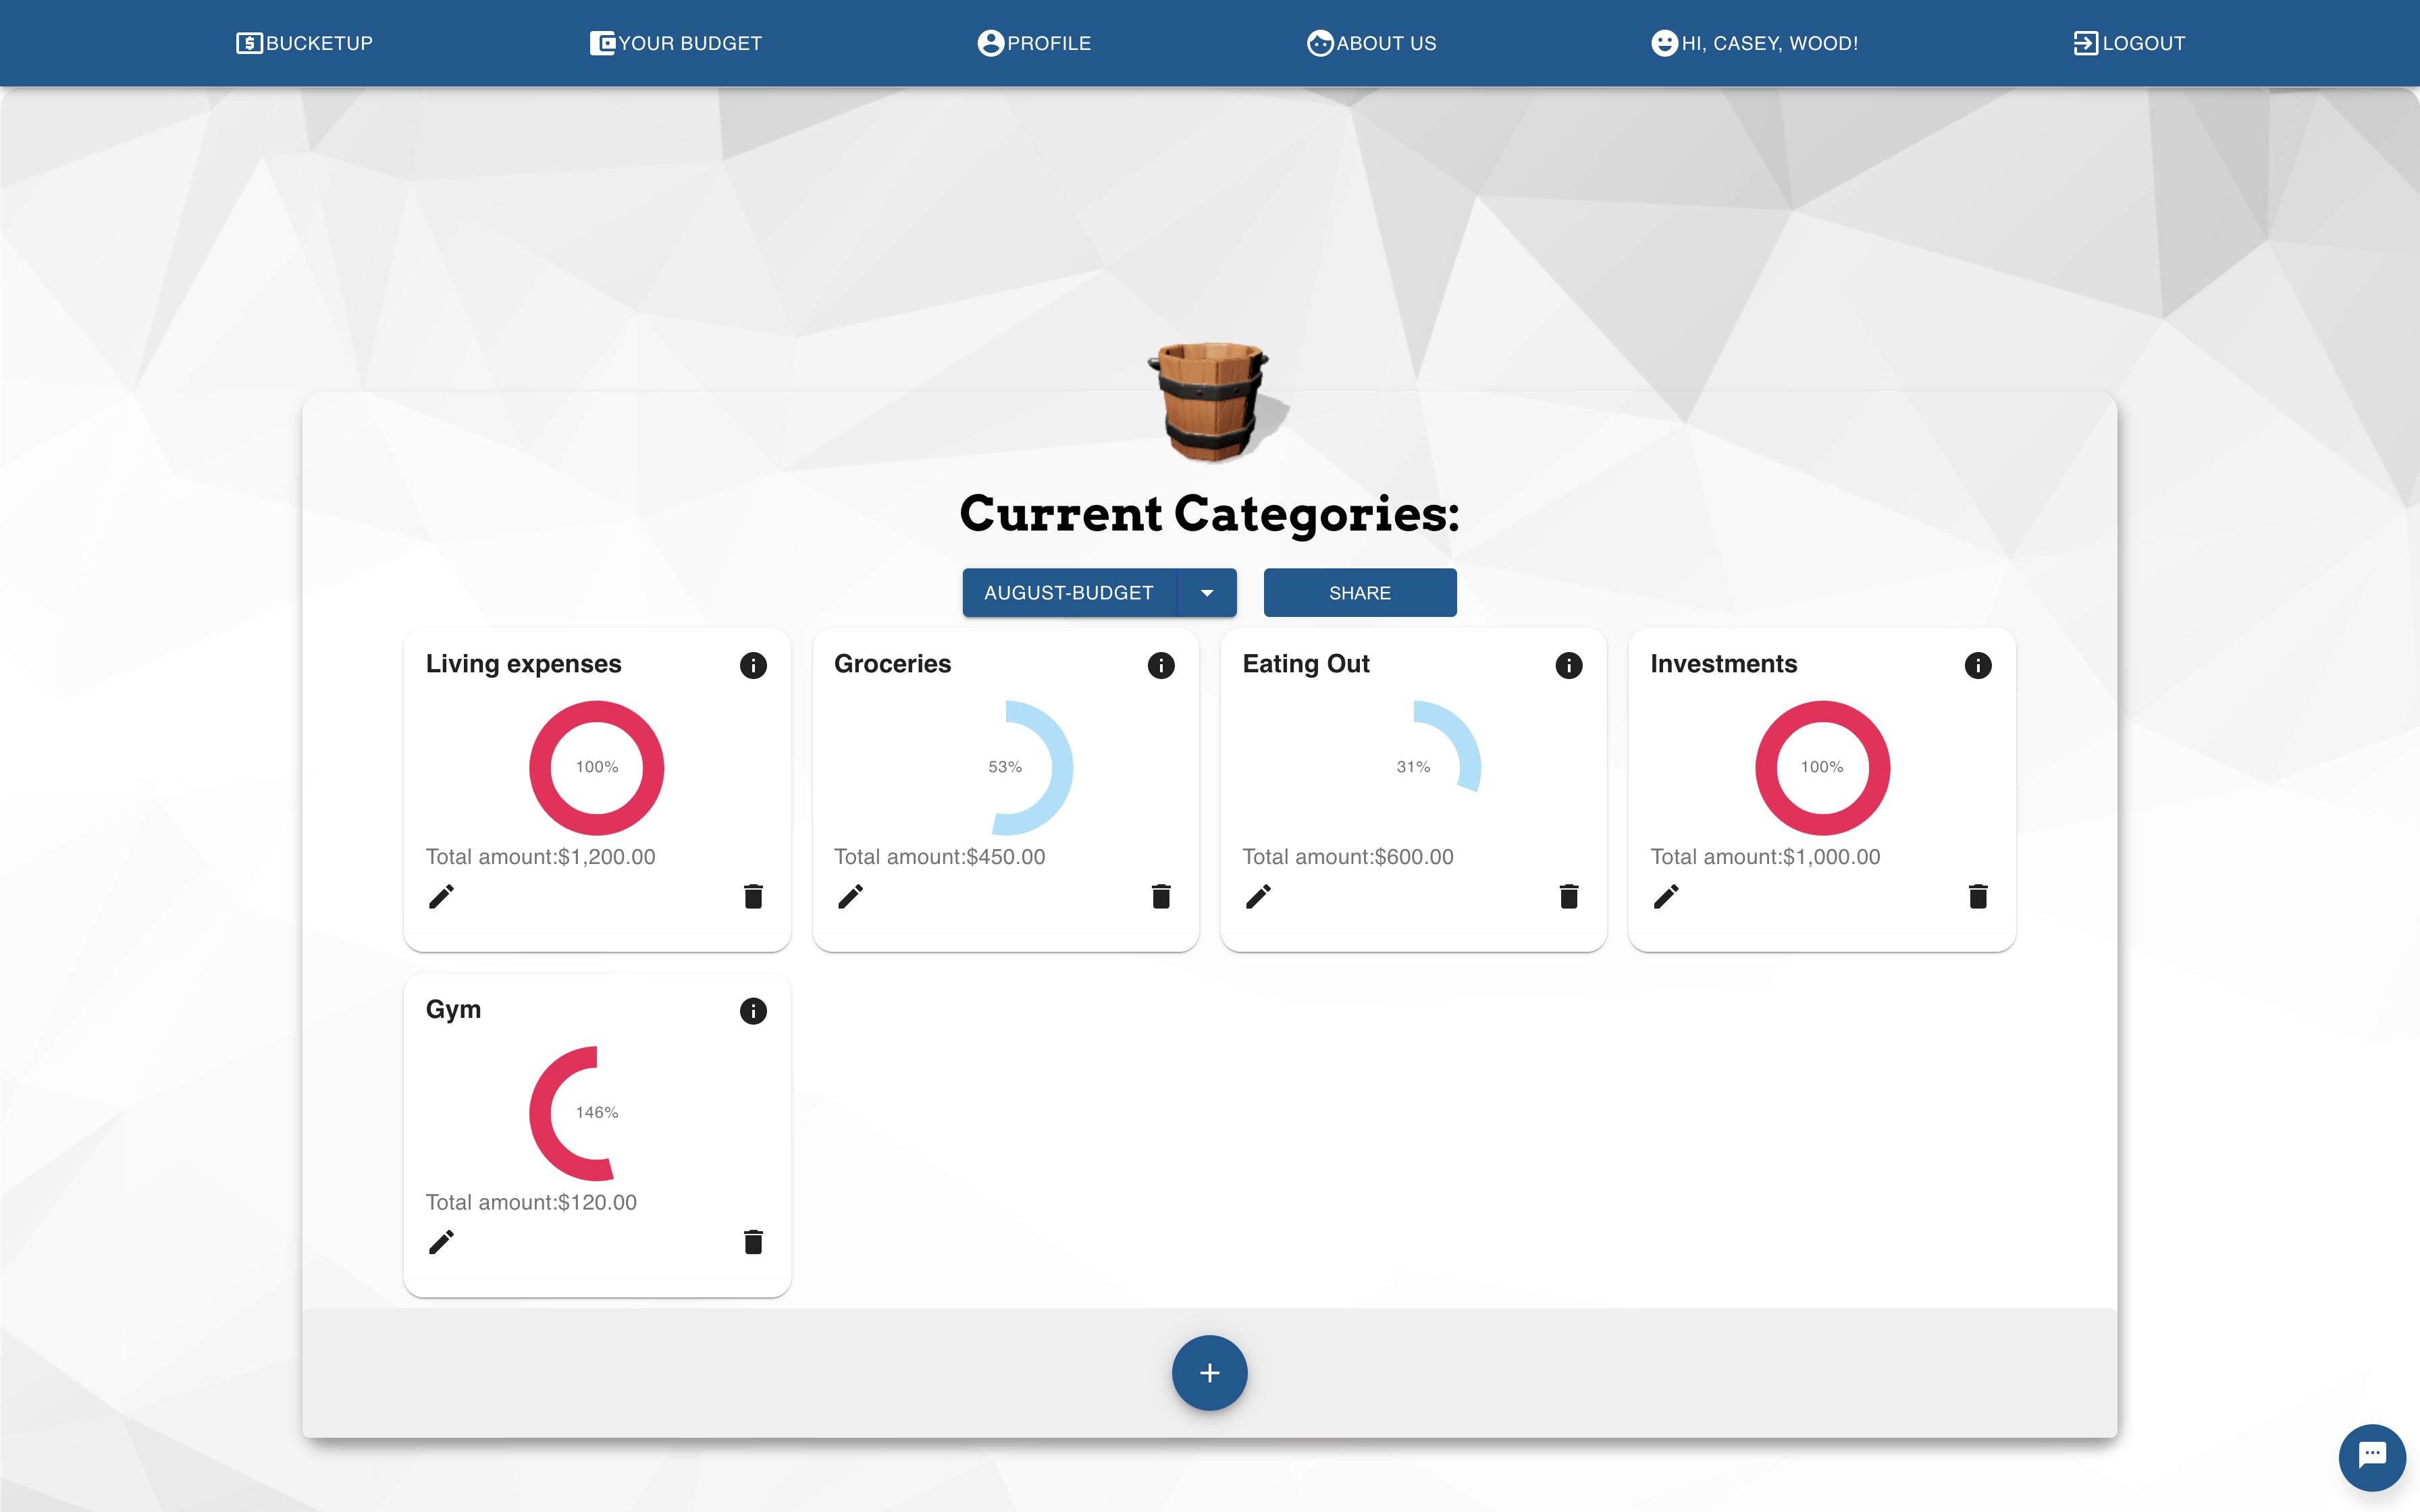 BUCKETUP YOUR BUDGET PROFILE ABOUT US HI, CASEY, WOOD! LOGOUT
Current Categories:
AUGUST-BUDGET SHARE
Living expenses
100%
Total amount:$1,200.00
Groceries
53%
Total amount:$450.00
Eating Out
31%
Total amount:$600.00
Investments
100%
Total amount:$1,000.00
Gym
146%
Total amount:$120.00